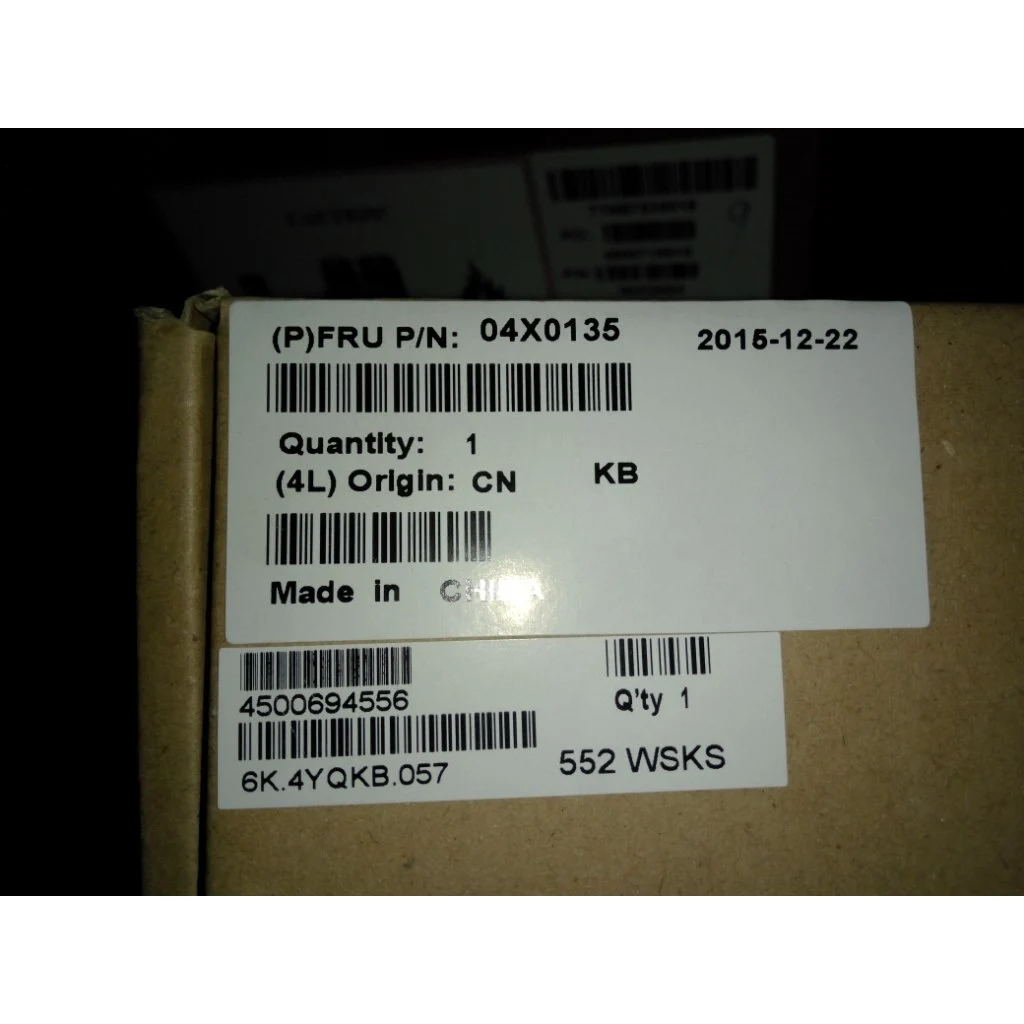 (P)FRU P/N: 04X0135 2015-12-22
Quantity: 1
(4L) Origin: CN KB
Made in CHINA
4500694556 Q'ty 1
6K.4YQKB.057 552 WSKS